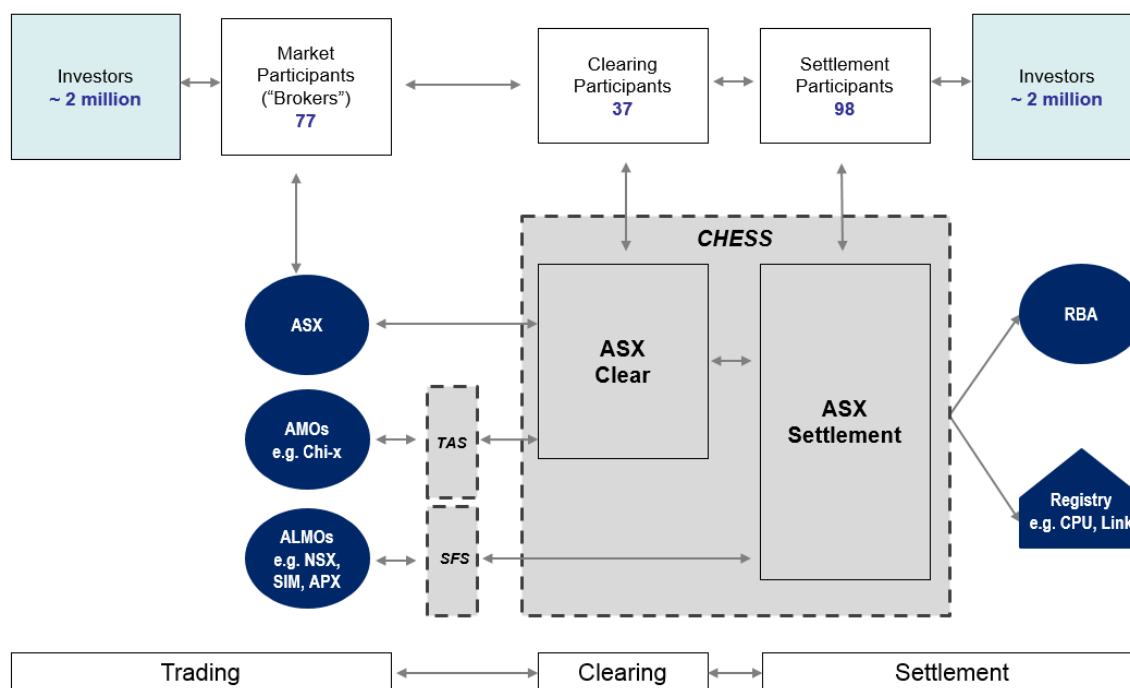 Investors
~ 2 million
Market
Participants
(“Brokers”)
77
Clearing
Participants
37
Settlement
Participants
98
Investors
~ 2 million
CHESS
ASX
ASX
Clear
ASX
Settlement
RBA
AMOs
e.g. Chi-x
TAS
ALMOs
e.g. NSX,
SIM, APX
SFS
Registry
e.g. CPU, Link
Trading
Clearing
Settlement